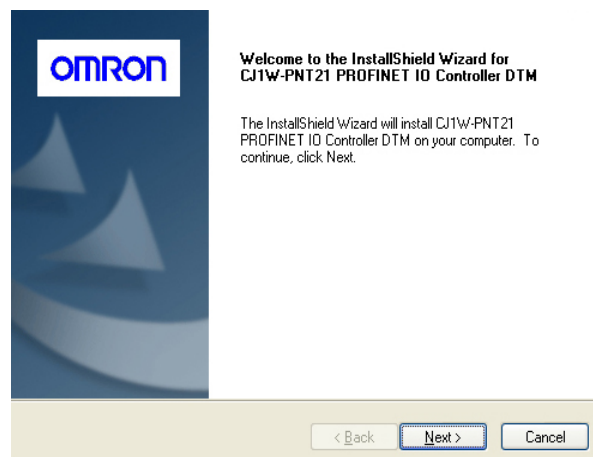 OMRON
Welcome to the InstallShield Wizard for
CJ1W-PNT21 PROFINET IO Controller DTM
The InstallShield Wizard will install CJ1W-PNT21
PROFINET IO Controller DTM on your computer. To
continue, click Next.
< Back
Next >
Cancel